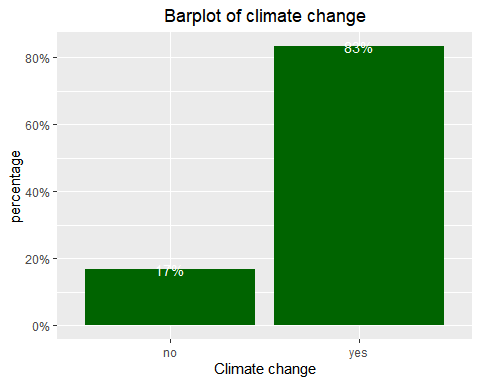 Barplot of climate change
83%
80%
60%
percentage
40%
20%
17%
0%
no yes
Climate change